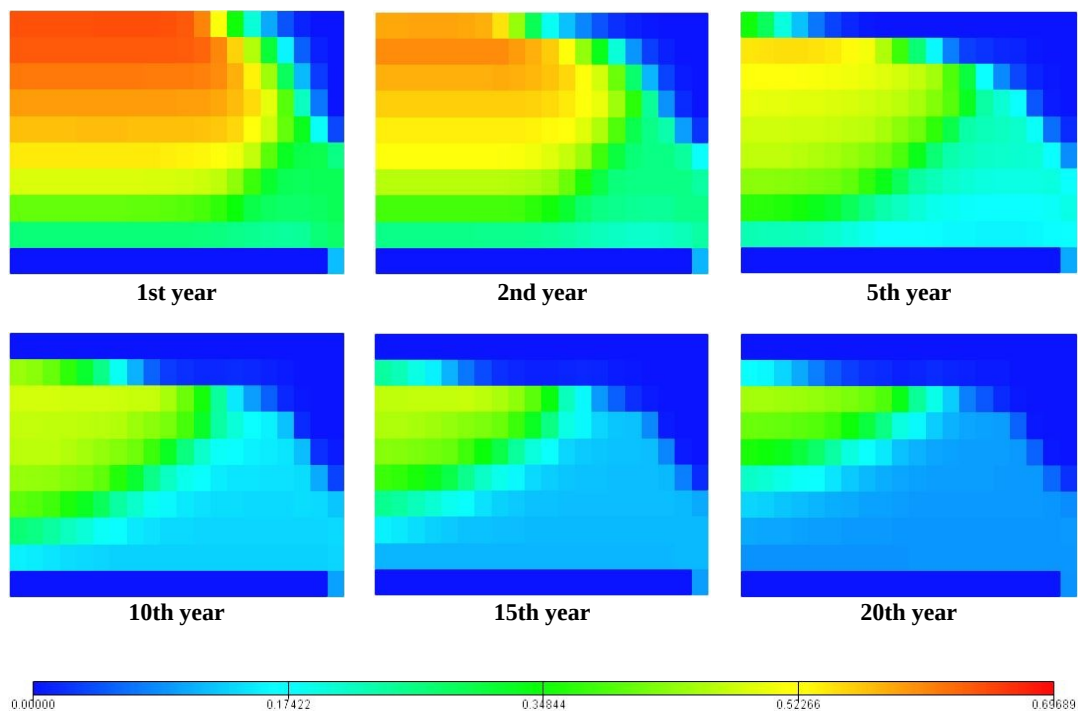 1st year
2nd year
5th year
10th year
15th year
20th year
0.00000 0.17422 0.34844 0.52266 0.69689